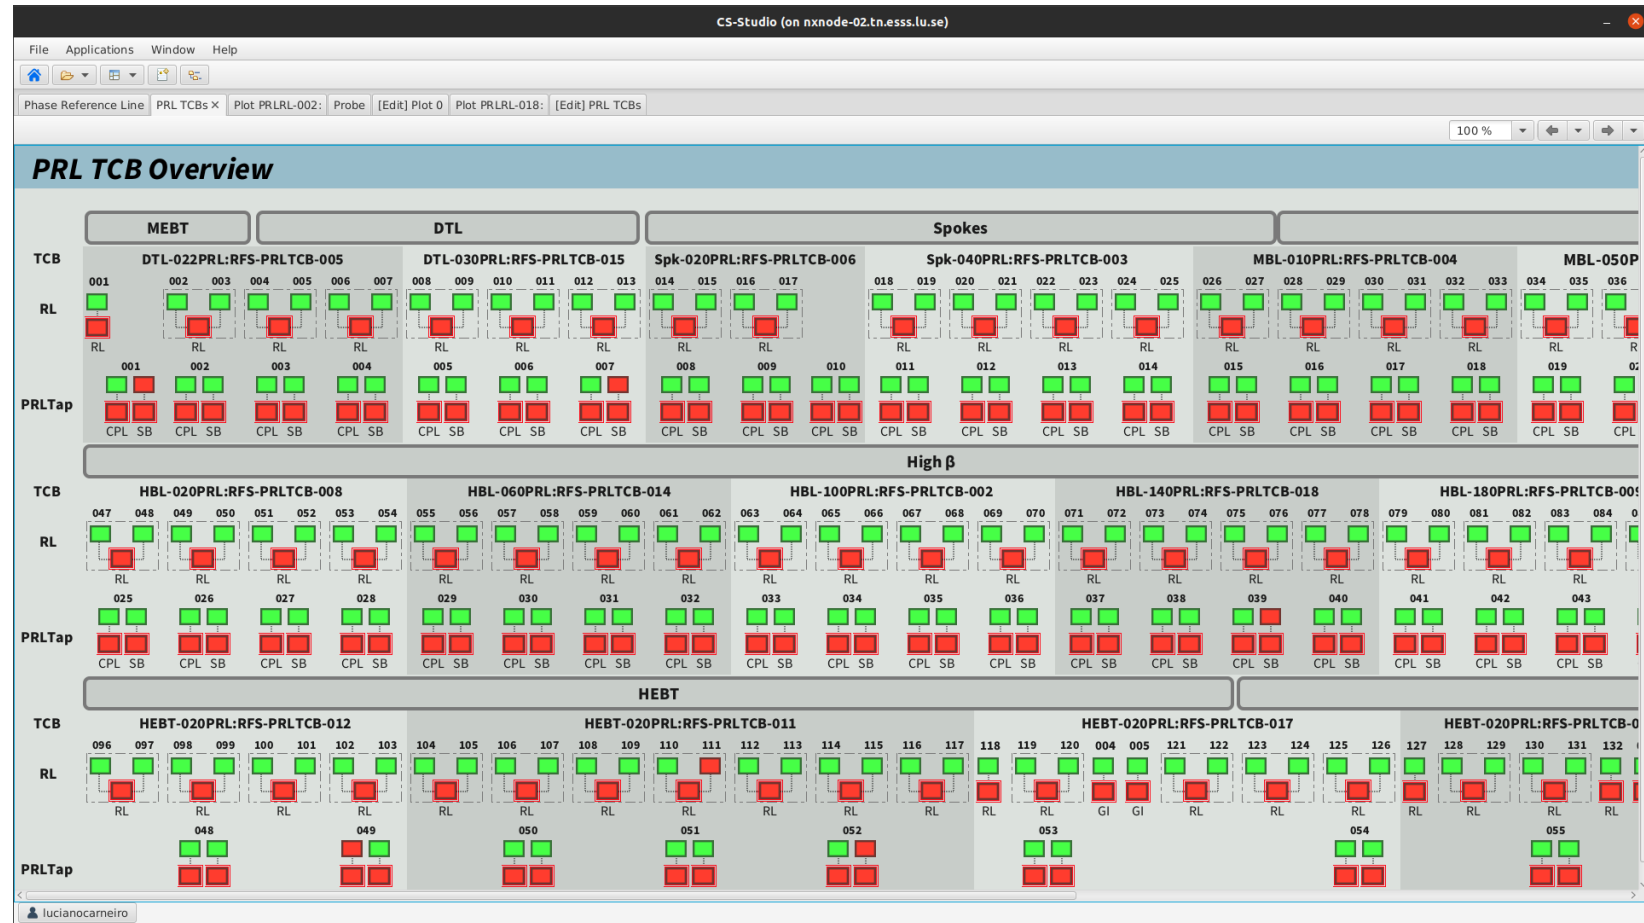 CS-Studio (on nxnode-02.tn.esss.lu.se)
File Applications Window Help
Phase Reference Line PRL TCBs Plot PRLRL-002: Probe [Edit] Plot 0 Plot PRLRL-018: [Edit] PRL TCBs
100 %
PRL TCB Overview
MEBT DTL Spokes
TCB DTL-022PRL:RFS-PRLTCB-005 DTL-030PRL:RFS-PRLTCB-015 Spk-020PRL:RFS-PRLTCB-006 Spk-040PRL:RFS-PRLTCB-003 MBL-010PRL:RFS-PRLTCB-004 MBL-050P
001 002 003 004 005 006 007 008 009 010 011 012 013 014 015 016 017 018 019 020 021 022 023 024 025 026 027 028 029 030 031 032 033 034 035 036
RL
RL RL RL RL RL RL RL RL RL RL RL RL RL RL RL RL RL RL R
001 002 003 004 005 006 007 008 009 010 011 012 013 014 015 016 017 018 019 02
PRLTap
CPL SB CPL SB CPL SB CPL SB CPL SB CPL SB CPL SB CPL SB CPL SB CPL SB CPL SB CPL SB CPL SB CPL SB CPL SB CPL SB CPL SB CPL SB CPL SB CPL
High β
TCB HBL-020PRL:RFS-PRLTCB-008 HBL-060PRL:RFS-PRLTCB-014 HBL-100PRL:RFS-PRLTCB-002 HBL-140PRL:RFS-PRLTCB-018 HBL-180PRL:RFS-PRLTCB-009
047 048 049 050 051 052 053 054 055 056 057 058 059 060 061 062 063 064 065 066 067 068 069 070 071 072 073 074 075 076 077 078 079 080 081 082 083 084
RL
RL RL RL RL RL RL RL RL RL RL RL RL RL RL RL RL RL RL RL
025 026 027 028 029 030 031 032 033 034 035 036 037 038 039 040 041 042 043
PRLTap
CPL SB CPL SB CPL SB CPL SB CPL SB CPL SB CPL SB CPL SB CPL SB CPL SB CPL SB CPL SB CPL SB CPL SB CPL SB CPL SB CPL SB CPL SB CPL SB
HEBT
TCB HEBT-020PRL:RFS-PRLTCB-012 HEBT-020PRL:RFS-PRLTCB-011 HEBT-020PRL:RFS-PRLTCB-017 HEBT-020PRL:RFS-PRLTCB-0
096 097 098 099 100 101 102 103 104 105 106 107 108 109 110 111 112 113 114 115 116 117 118 119 120 004 005 121 122 123 124 125 126 127 128 129 130 131 132
RL
RL RL RL RL RL RL RL RL RL RL RL RL RL GI GI RL RL RL RL RL RL RL
048 049 050 051 052 053 054 055
PRLTap
lucianocarneiro